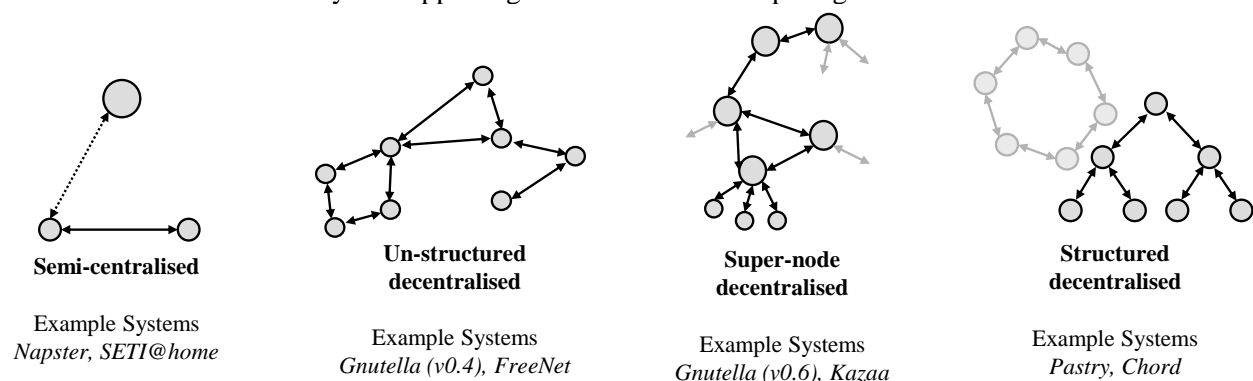 Semi-centralised
Example Systems
Napster, SETI@home
Un-structured
decentralised
Example Systems
Gnutella (v0.4), FreeNet
Super-node
decentralised
Example Systems
Gnutella (v0.6), Kazaa
Structured
decentralised
Example Systems
Pastry, Chord